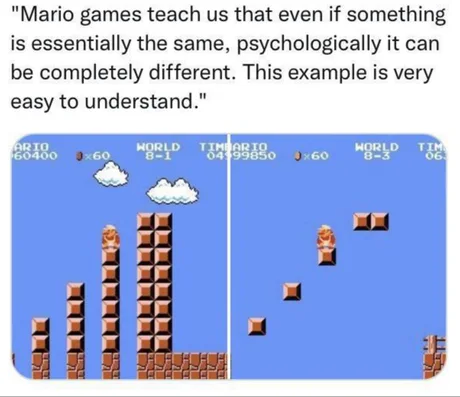 "Mario games teach us that even if something
is essentially the same, psychologically it can
be completely different. This example is very
easy to understand."
ARIO WORLD TIM
60400 ×60 8-1 04
ARIO WORLD TIM
99850 ×60 8-3 06